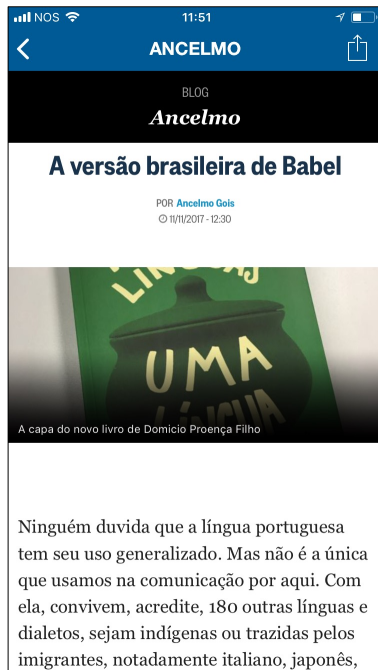 NOS 11:51
ANCELMO
BLOG
Ancelmo
A versão brasileira de Babel
POR Ancelmo Gois
11/11/2017 - 12:30
LÍNGUAS
UMA
LÍNGUA
A capa do novo livro de Domicio Proença Filho
Ninguém duvida que a língua portuguesa
tem seu uso generalizado. Mas não é a única
que usamos na comunicação por aqui. Com
ela, convivem, acredite, 180 outras línguas e
dialetos, sejam indígenas ou trazidas pelos
imigrantes, notadamente italiano, japonês,